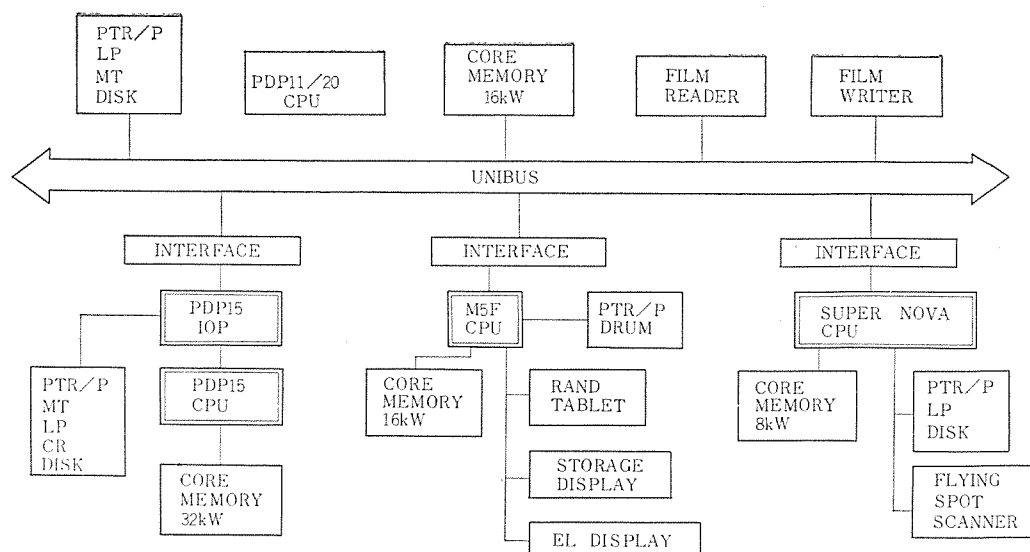 PTR/P
LP
MT
DISK
PDP11/20
CPU
CORE
MEMORY
16kW
FILM
READER
FILM
WRITER
UNIBUS
INTERFACE
INTERFACE
INTERFACE
PDP15
IOP
M5F
CPU
PTR/P
DRUM
SUPER NOVA
CPU
PTR/P
MT
LP
CR
DISK
PDP15
CPU
CORE
MEMORY
16kW
RAND
TABLET
CORE
MEMORY
8kW
PTR/P
LP
DISK
CORE
MEMORY
32kW
STORAGE
DISPLAY
FLYING
SPOT
SCANNER
EL DISPLAY